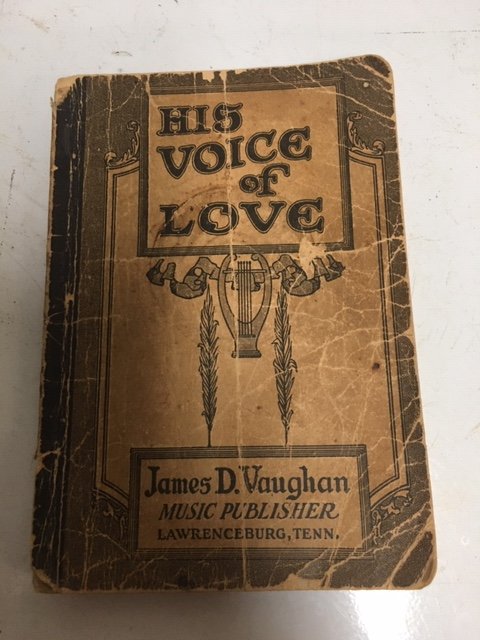 HIS
VOICE
of
LOVE
James D. Vaughan
MUSIC PUBLISHER
LAWRENCEBURG, TENN.